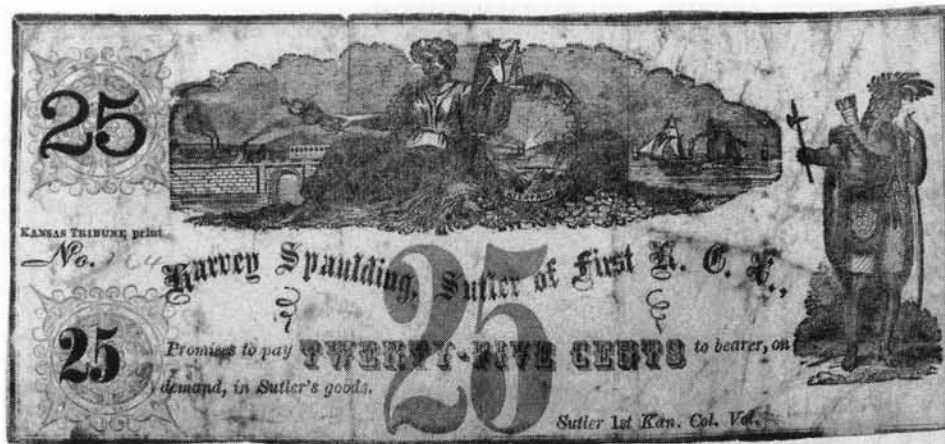 25
KANSAS TRIBUNE print
No.
Harvey Spaulding, Sutler of First K. C. V.,
25
25
Promises to pay TWENTY-FIVE CENTS to bearer, on
demand, in Sutler's goods.
Sutler 1st Kan. Col. Vol.